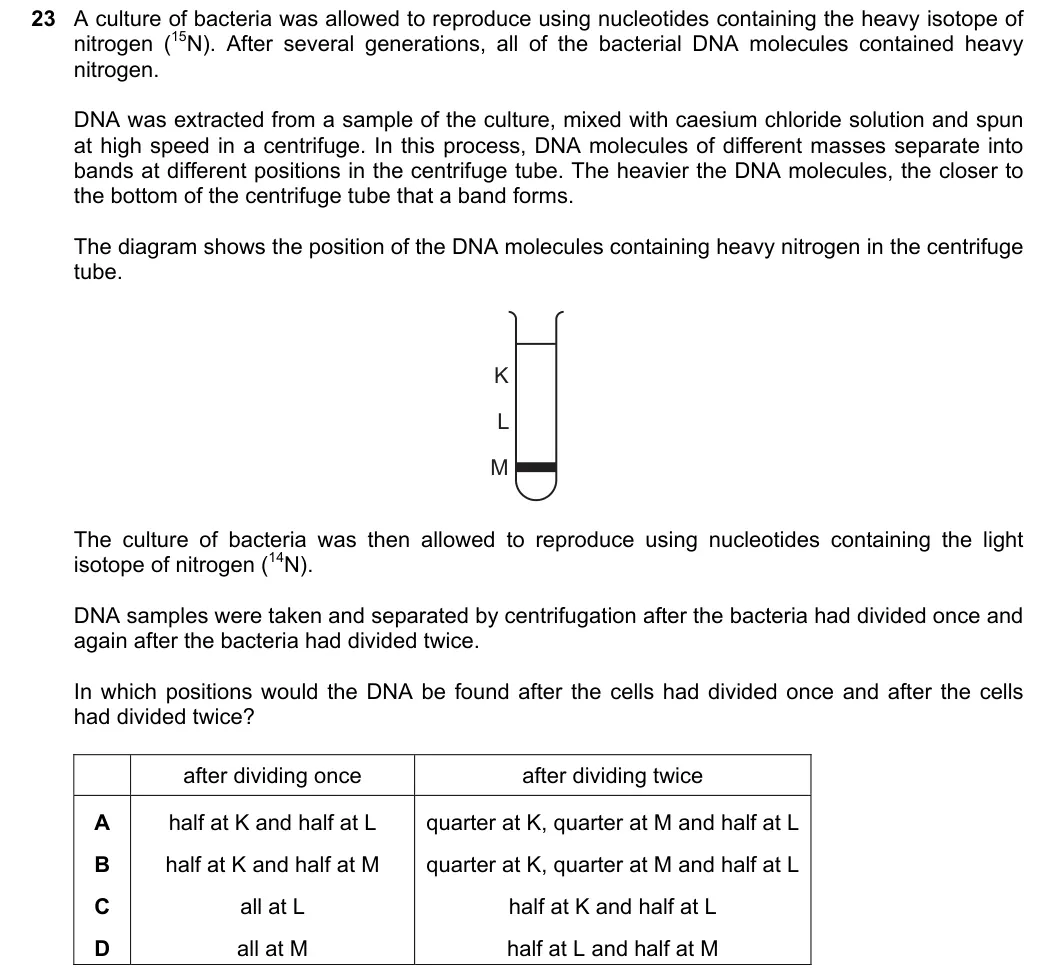 23 A culture of bacteria was allowed to reproduce using nucleotides containing the heavy isotope of
nitrogen (¹⁵N). After several generations, all of the bacterial DNA molecules contained heavy
nitrogen.
DNA was extracted from a sample of the culture, mixed with caesium chloride solution and spun
at high speed in a centrifuge. In this process, DNA molecules of different masses separate into
bands at different positions in the centrifuge tube. The heavier the DNA molecules, the closer to
the bottom of the centrifuge tube that a band forms.
The diagram shows the position of the DNA molecules containing heavy nitrogen in the centrifuge
tube.
K
L
M
The culture of bacteria was then allowed to reproduce using nucleotides containing the light
isotope of nitrogen (¹⁴N).
DNA samples were taken and separated by centrifugation after the bacteria had divided once and
again after the bacteria had divided twice.
In which positions would the DNA be found after the cells had divided once and after the cells
had divided twice?
after dividing once after dividing twice
A half at K and half at L quarter at K, quarter at M and half at L
B half at K and half at M quarter at K, quarter at M and half at L
C all at L half at K and half at L
D all at M half at L and half at M